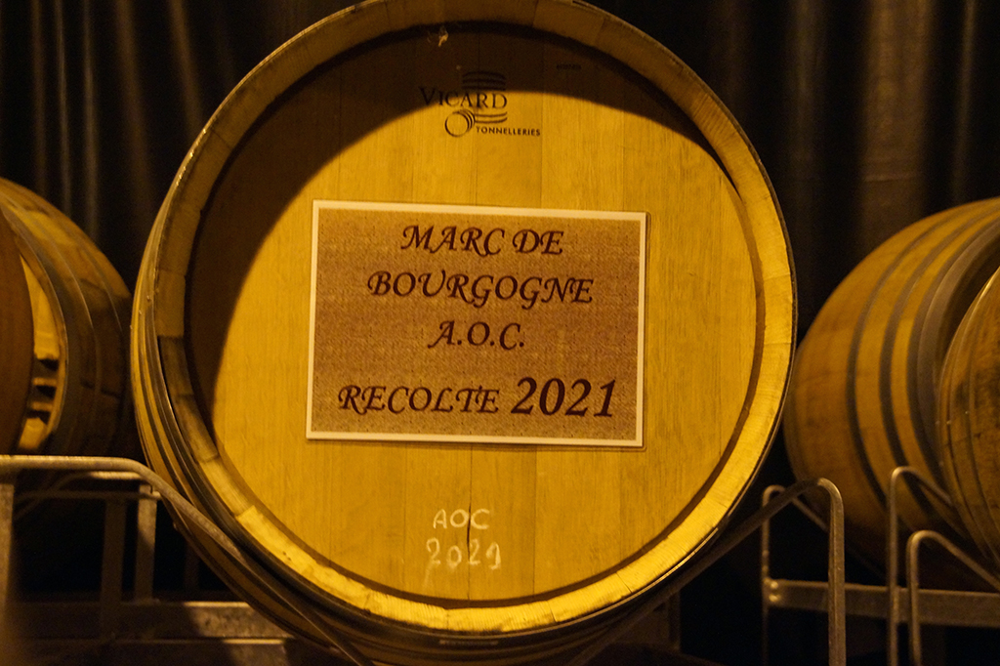 VICARD
TONNELLERIES
MARC DE
BOURGOGNE
A.O.C.
RECOLTE 2021
AOC
2021